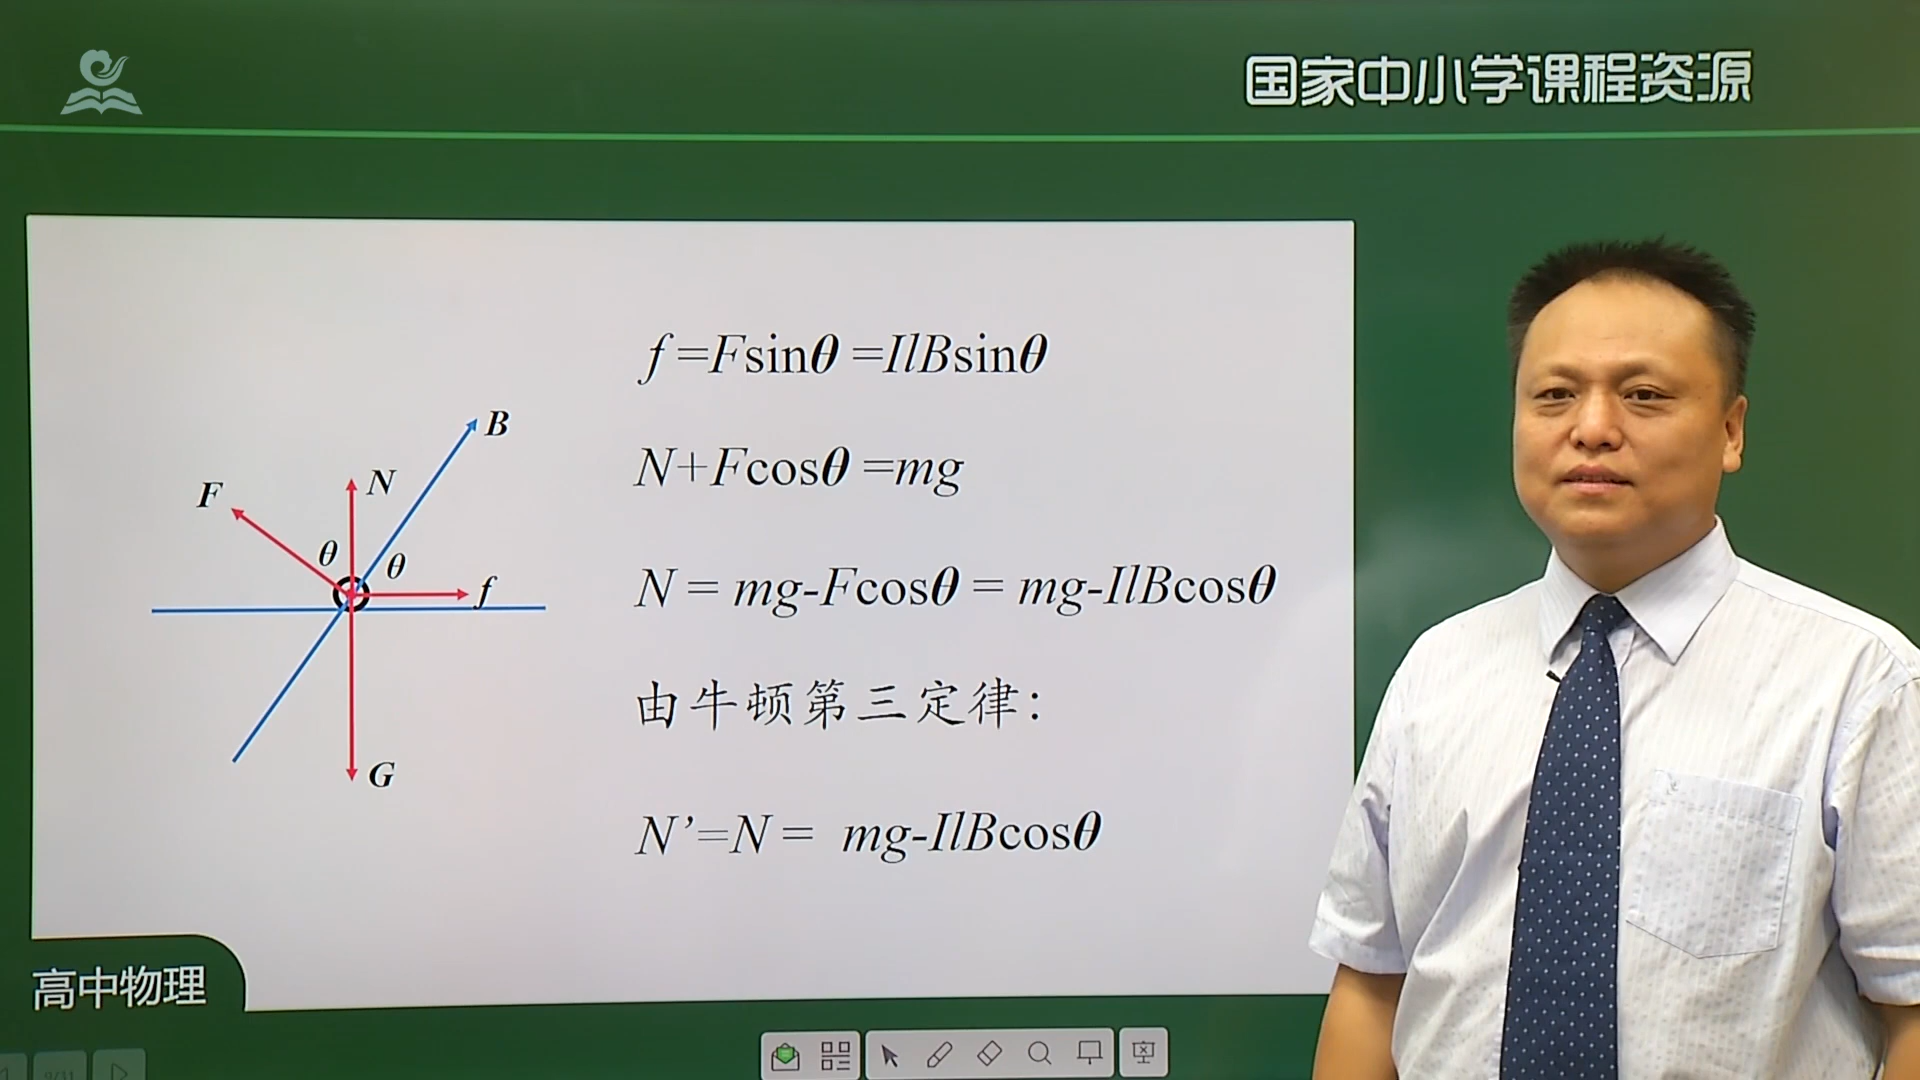 国家中小学课程资源
f =Fsinθ =IlBsinθ
B
N
F
N+Fcosθ =mg
θ
θ
f
N = mg-Fcosθ = mg-IlBcosθ
由牛顿第三定律:
G
N’=N = mg-IlBcosθ
高中物理